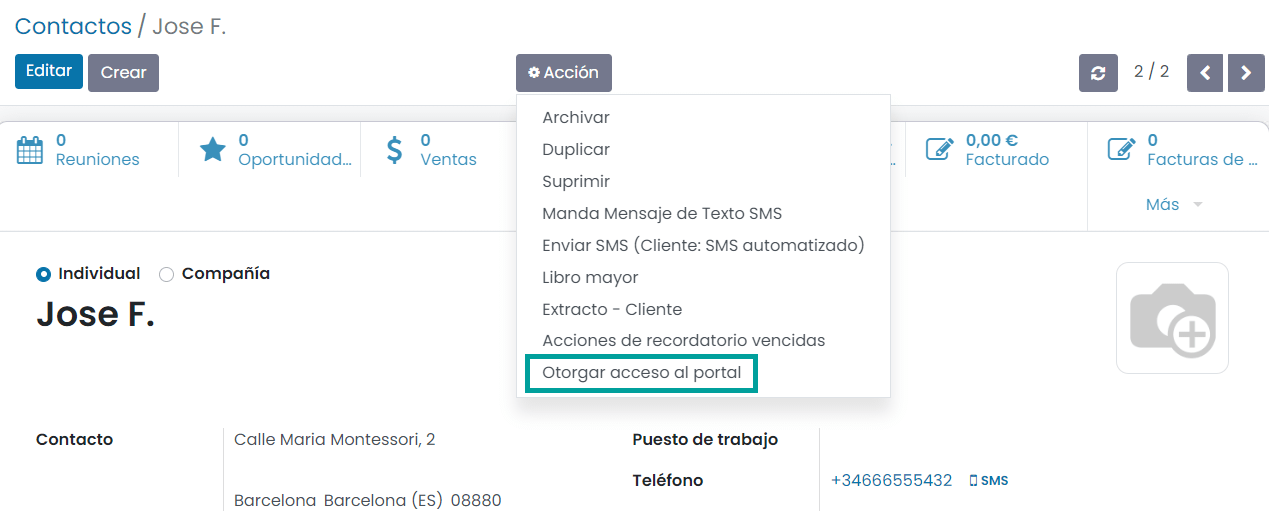 Contactos / Jose F.
Editar Crear Acción 2 / 2
Archivar
Duplicar
Suprimir
Manda Mensaje de Texto SMS
Enviar SMS (Cliente: SMS automatizado)
Libro mayor
Extracto - Cliente
Acciones de recordatorio vencidas
Otorgar acceso al portal
0
Reuniones
0
Oportunidad...
0
Ventas
0,00 €
Facturado
0
Facturas de ...
Más
Individual Compañía
Jose F.
Contacto
Calle Maria Montessori, 2
Barcelona Barcelona (ES) 08880
Puesto de trabajo
Teléfono +34666555432 SMS